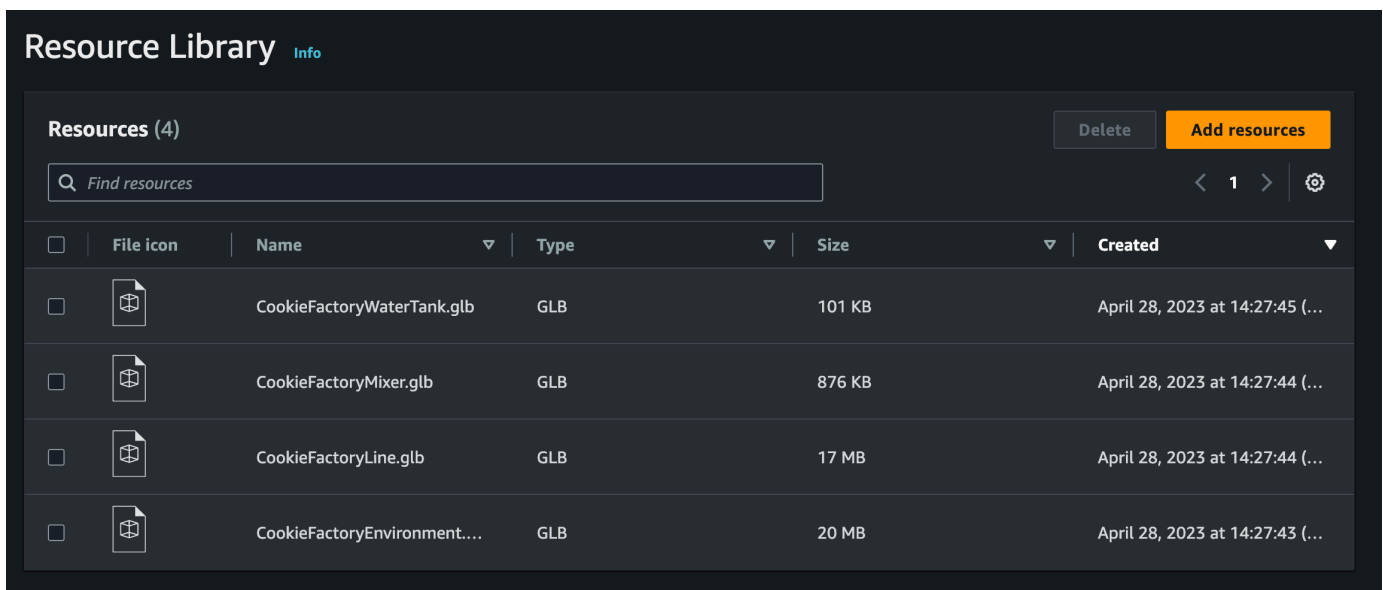 Resource Library Info
Resources (4)
Delete
Add resources
Find resources
1
File icon Name Type Size Created
CookieFactoryWaterTank.glb GLB 101 KB April 28, 2023 at 14:27:45 (...
CookieFactoryMixer.glb GLB 876 KB April 28, 2023 at 14:27:44 (...
CookieFactoryLine.glb GLB 17 MB April 28, 2023 at 14:27:44 (...
CookieFactoryEnvironment.... GLB 20 MB April 28, 2023 at 14:27:43 (...